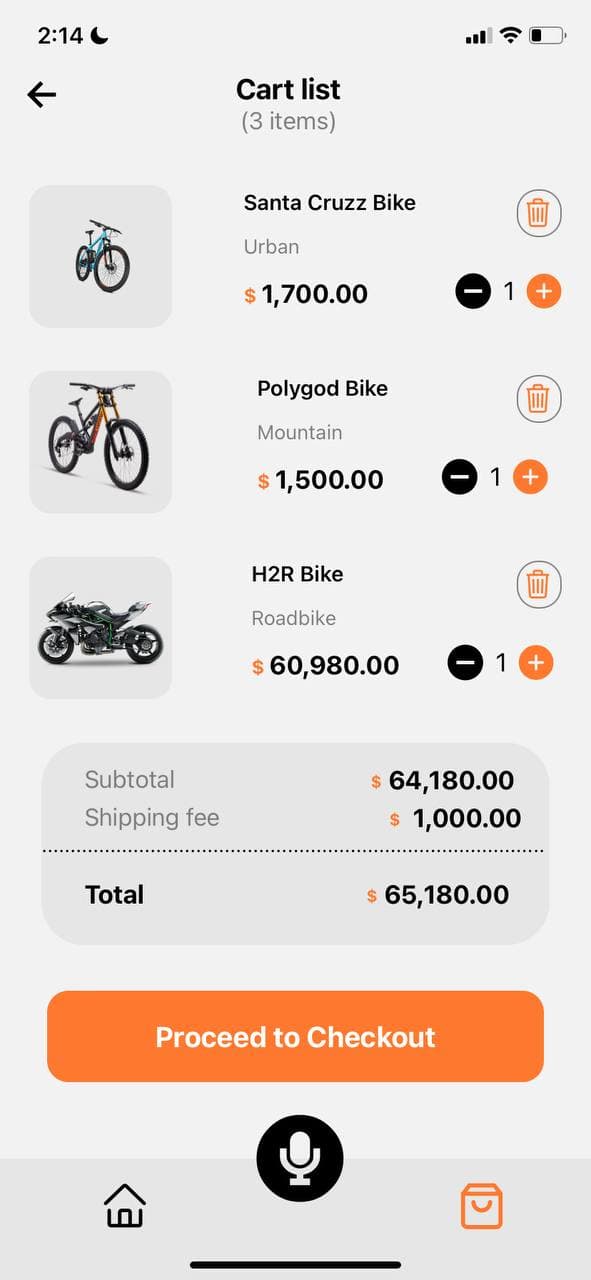 2:14
Cart list
(3 items)
Santa Cruzz Bike
Urban
$ 1,700.00
1
Polygod Bike
Mountain
$ 1,500.00
1
H2R Bike
Roadbike
$ 60,980.00
1
Subtotal $ 64,180.00
Shipping fee $ 1,000.00
Total $ 65,180.00
Proceed to Checkout